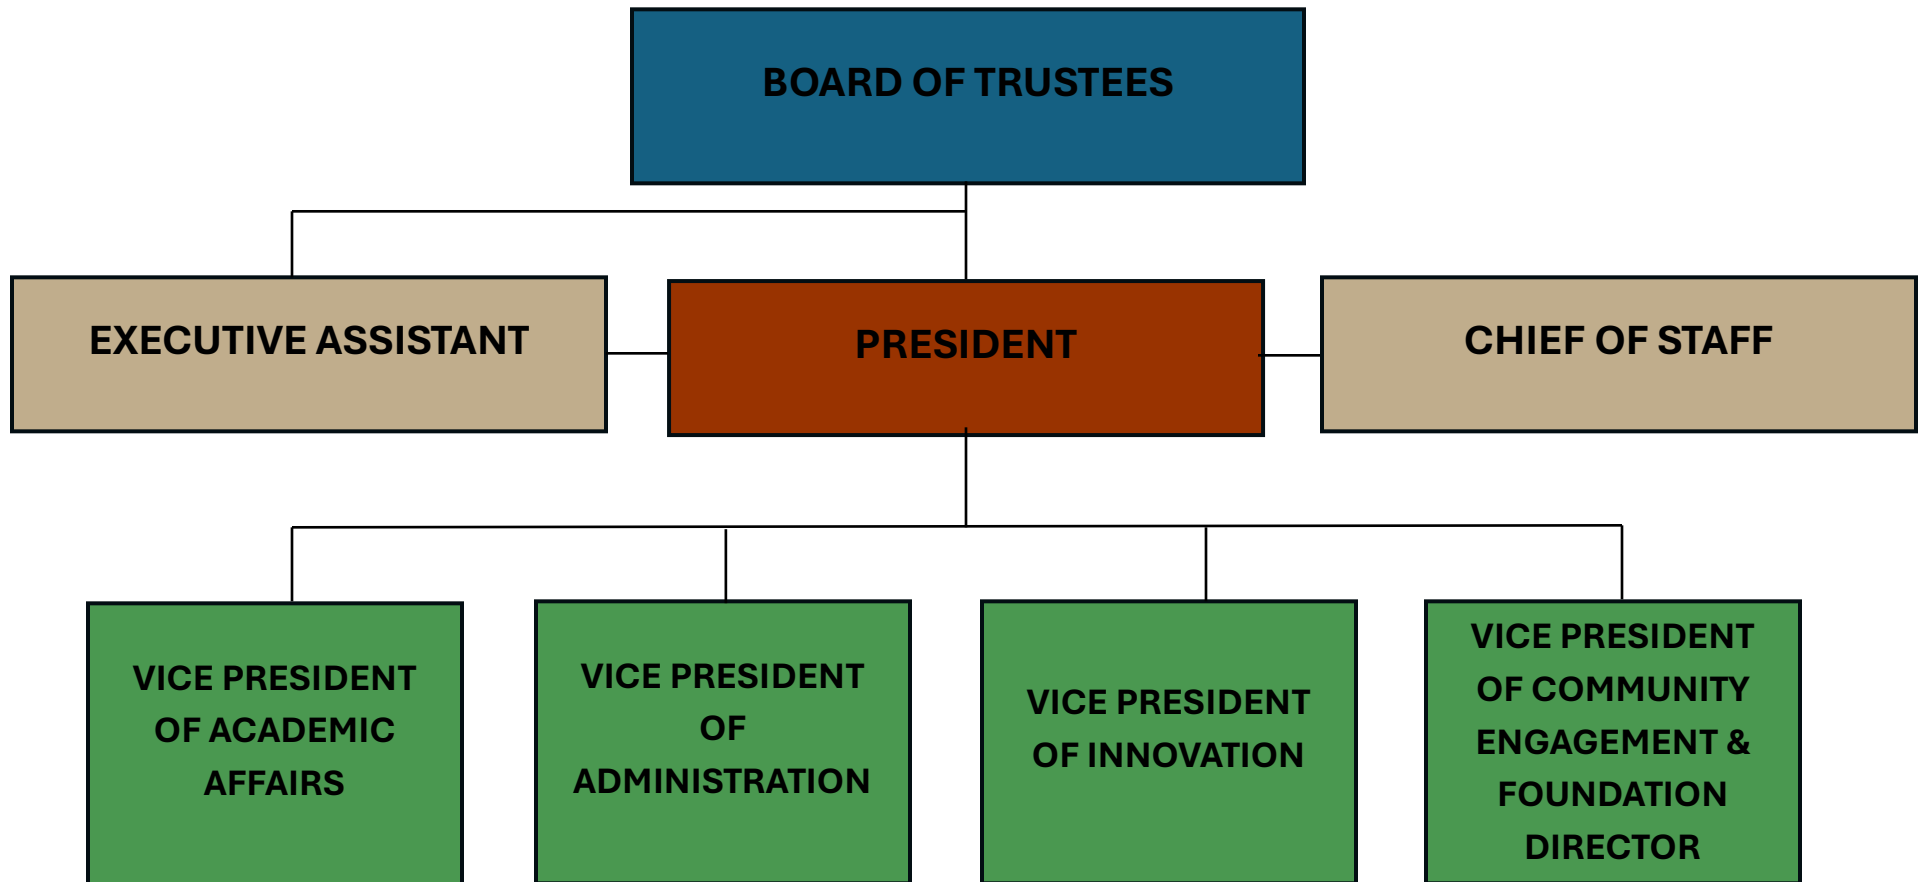 BOARD OF TRUSTEES
EXECUTIVE ASSISTANT
PRESIDENT
CHIEF OF STAFF
VICE PRESIDENT
OF ACADEMIC
AFFAIRS
VICE PRESIDENT
OF
ADMINISTRATION
VICE PRESIDENT
OF INNOVATION
VICE PRESIDENT
OF COMMUNITY
ENGAGEMENT &
FOUNDATION
DIRECTOR